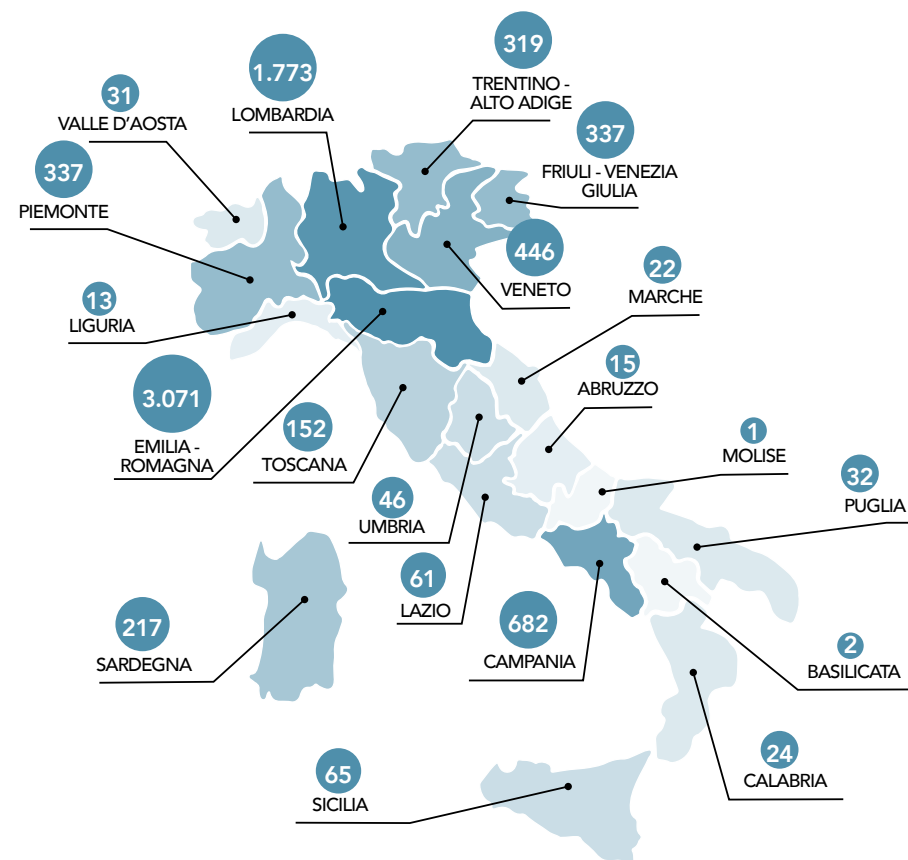 319
TRENTINO -
ALTO ADIGE
1.773
LOMBARDIA
31
VALLE D'AOSTA
337
FRIULI - VENEZIA
GIULIA
337
PIEMONTE
446
VENETO
22
MARCHE
13
LIGURIA
15
ABRUZZO
3.071
EMILIA -
ROMAGNA
152
TOSCANA
1
MOLISE
32
PUGLIA
46
UMBRIA
61
LAZIO
217
SARDEGNA
682
CAMPANIA
2
BASILICATA
24
CALABRIA
65
SICILIA